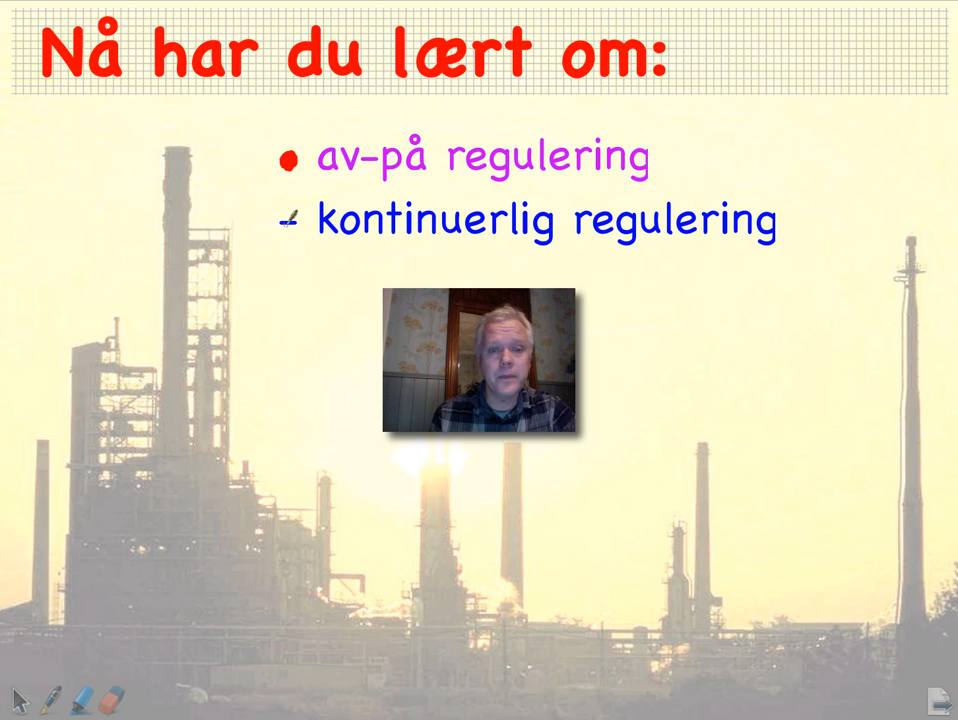 Nå har du lært om:
av-på regulering
- kontinuerlig regulering